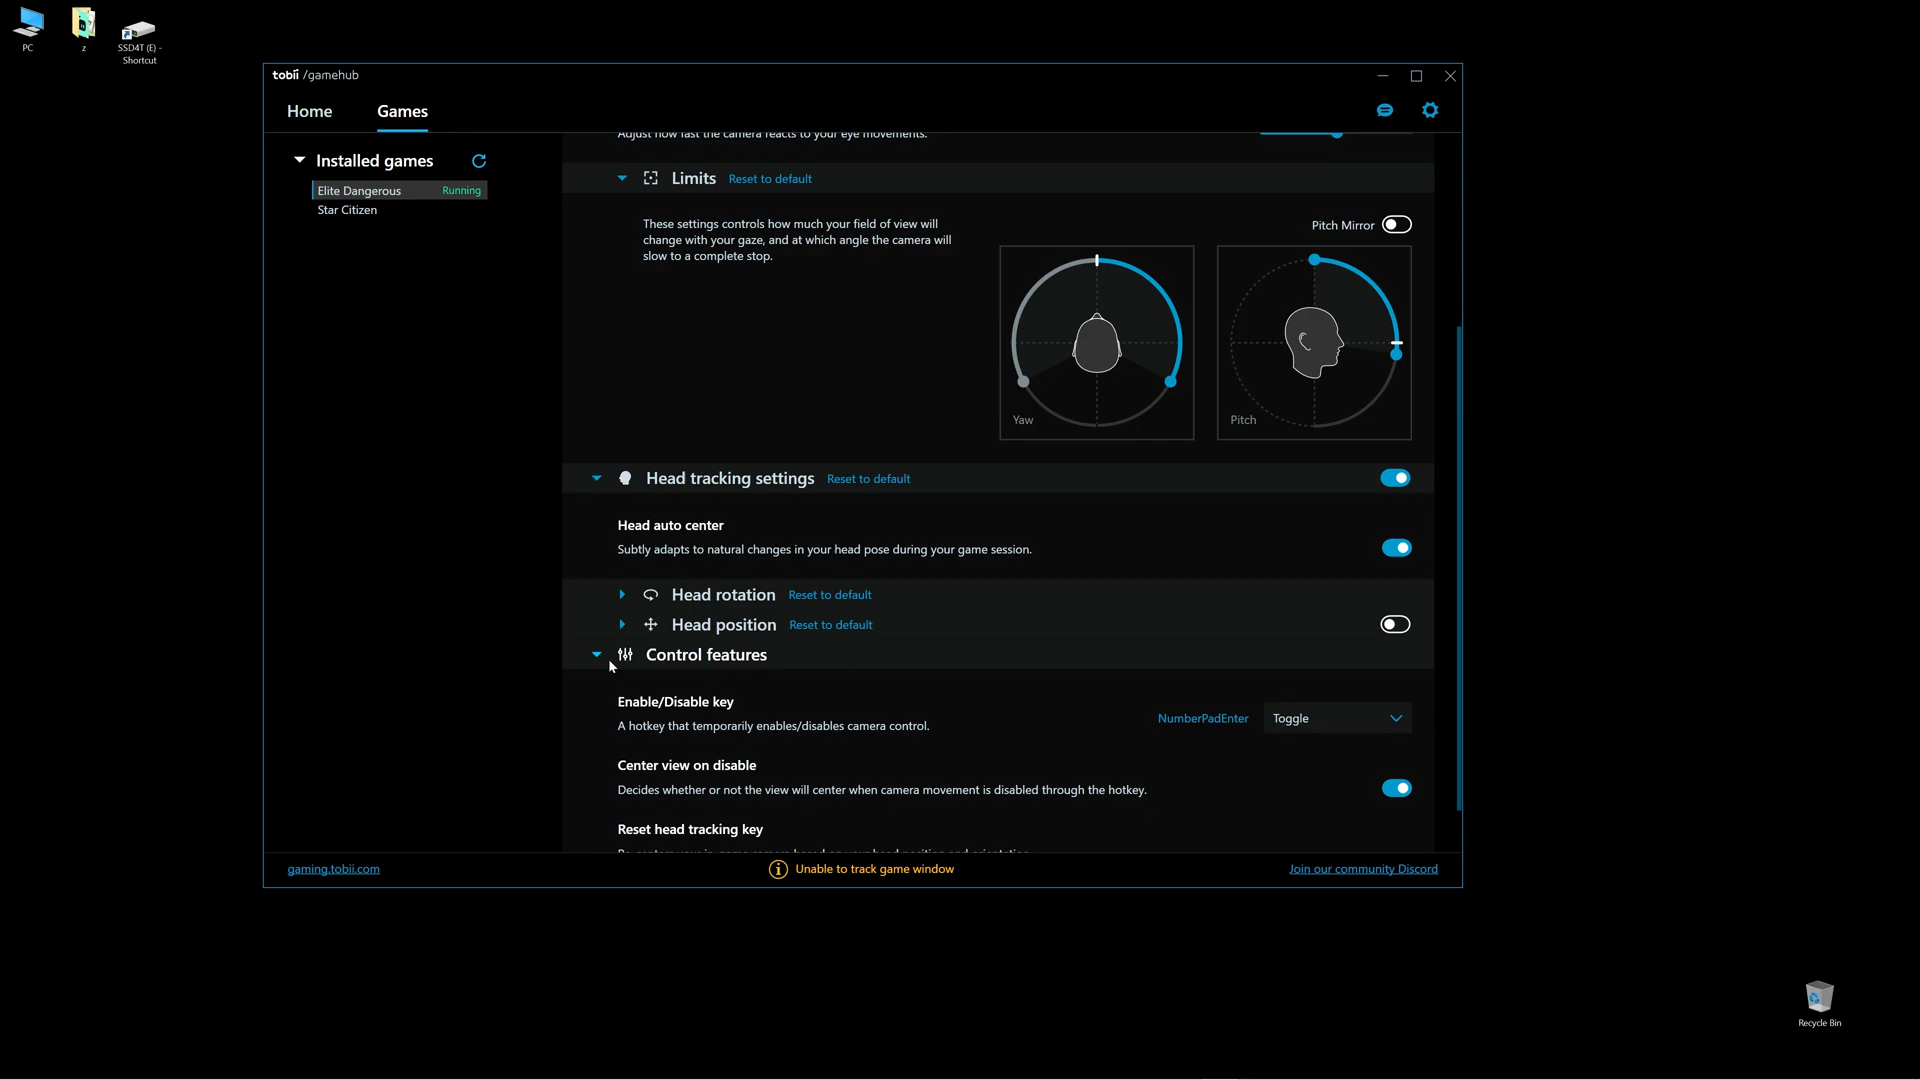 PC
z
SSD4T (E) -
Shortcut
tobii /gamehub
Home
Games
Installed games
Elite Dangerous
Running
Star Citizen
Adjust how fast the camera reacts to your eye movements.
Limits
Reset to default
These settings controls how much your field of view will
change with your gaze, and at which angle the camera will
slow to a complete stop.
Pitch Mirror
Yaw
Pitch
Head tracking settings
Reset to default
Head auto center
Subtly adapts to natural changes in your head pose during your game session.
Head rotation
Reset to default
Head position
Reset to default
Control features
Enable/Disable key
A hotkey that temporarily enables/disables camera control.
NumberPadEnter
Toggle
Center view on disable
Decides whether or not the view will center when camera movement is disabled through the hotkey.
Reset head tracking key
gaming.tobii.com
Unable to track game window
Join our community Discord
Recycle Bin